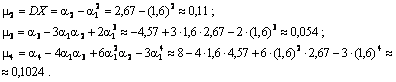 μ₂ = DX = α₂ − α₁² = 2,67 − (1,6)² ≈ 0,11 ;
μ₃ = α₃ − 3α₁α₂ + 2α₁³ ≈ −4,57 + 3·1,6·2,67 − 2·(1,6)³ ≈ 0,054 ;
μ₄ = α₄ − 4α₁α₃ + 6α₁²α₂ − 3α₁⁴ ≈ 8 − 4·1,6·4,57 + 6·(1,6)²·2,67 − 3·(1,6)⁴ ≈
≈ 0,1024 .